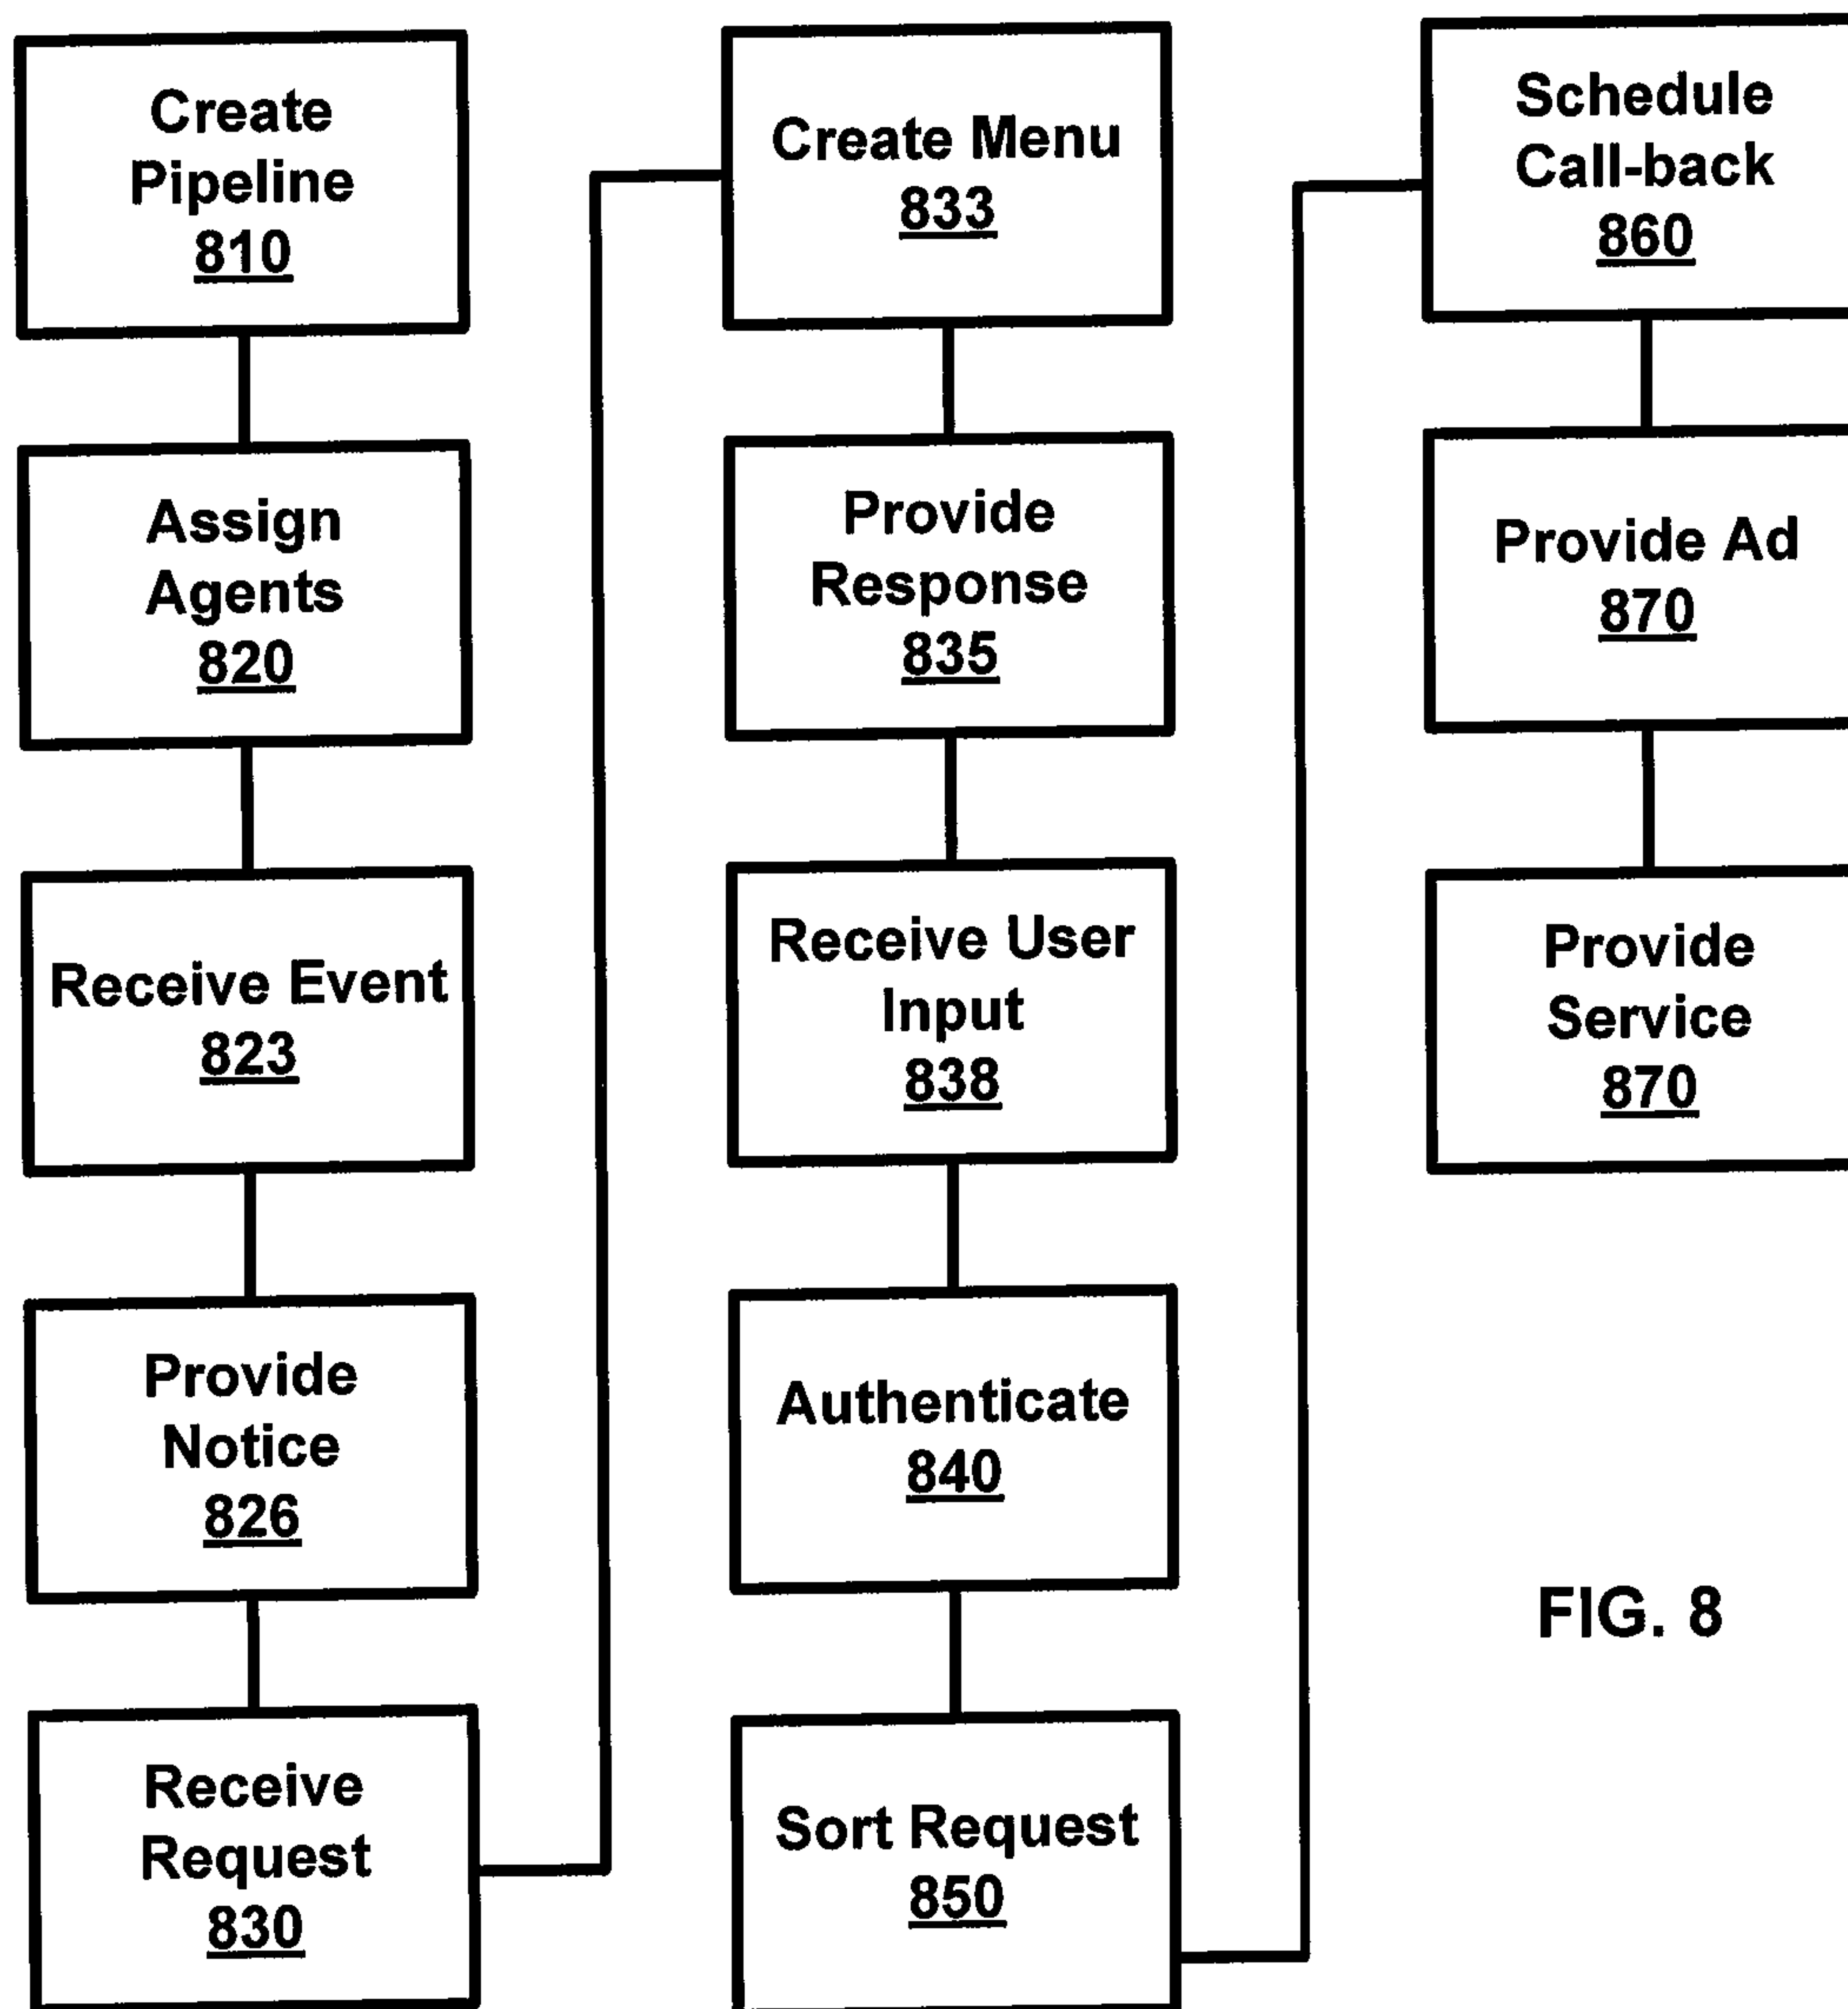 Create
Pipeline
810
Assign
Agents
820
Receive Event
823
Provide
Notice
826
Receive
Request
830
Create Menu
833
Provide
Response
835
Receive User
Input
838
Authenticate
840
Sort Request
850
Schedule
Call-back
860
Provide Ad
870
Provide
Service
870
FIG. 8